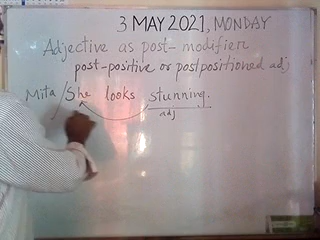 3 MAY 2021, MONDAY
Adjective as post-modifier
post-positive or postpositioned adj
Mita/She looks stunning.
adj